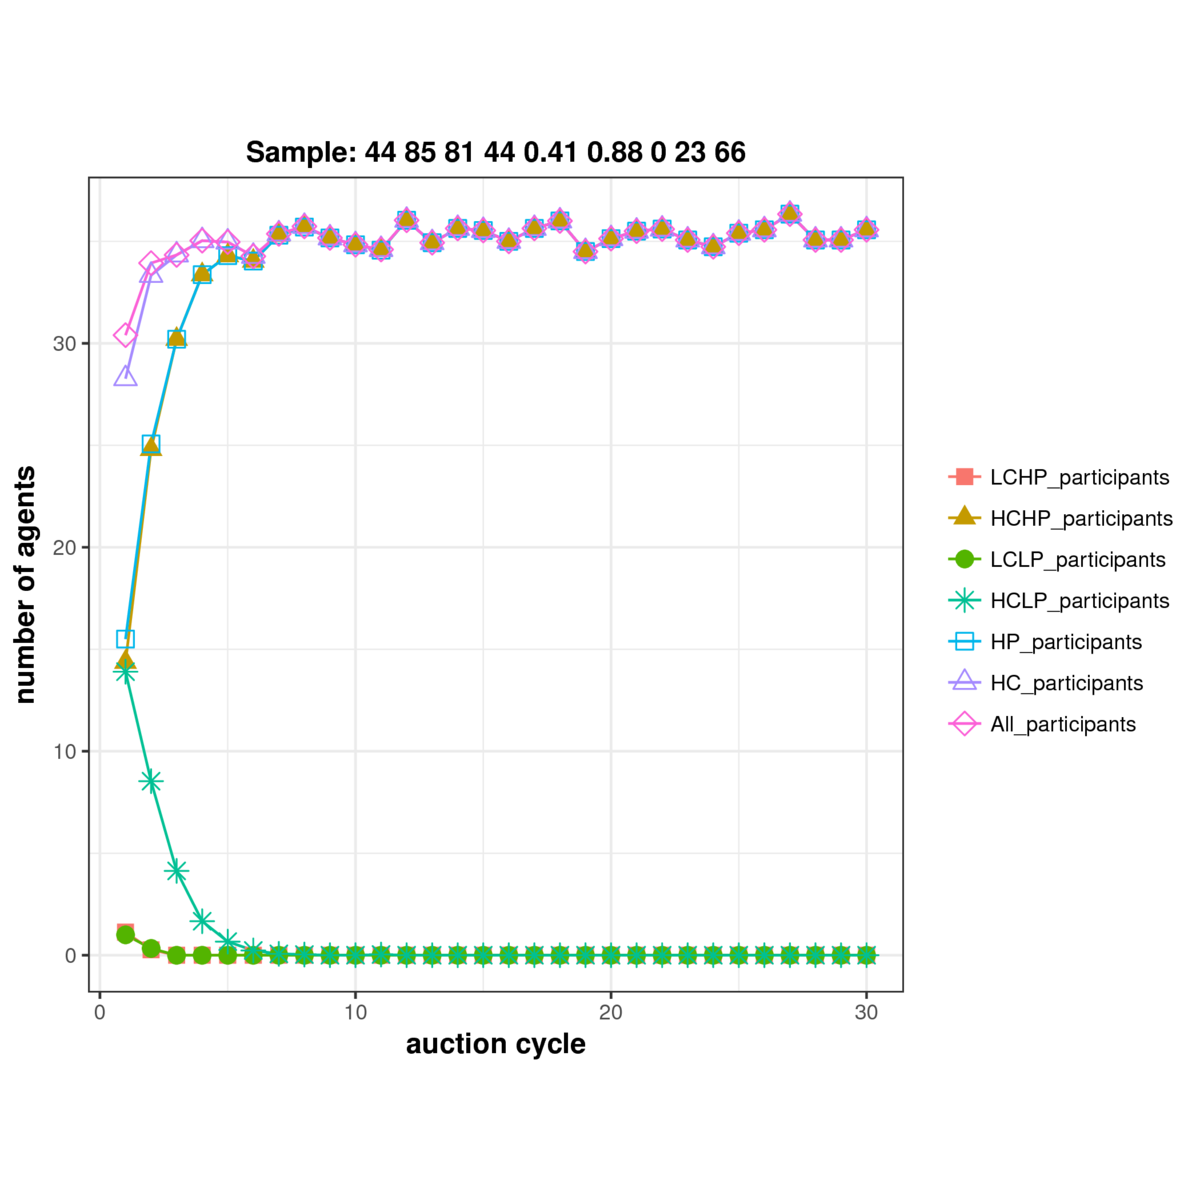 Sample: 44 85 81 44 0.41 0.88 0 23 66
number of agents
30
20
10
0
0 10 20 30
auction cycle
LCHP_participants
HCHP_participants
LCLP_participants
HCLP_participants
HP_participants
HC_participants
All_participants